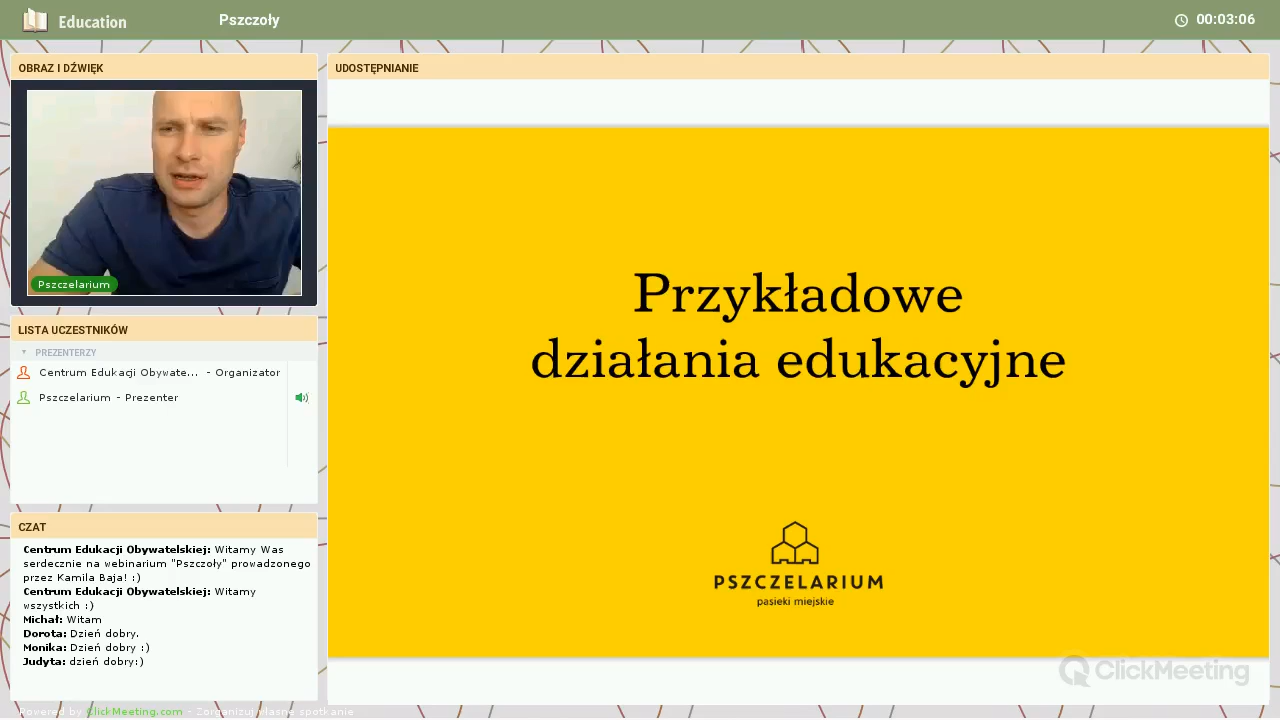 Education
Pszczoły
00:03:06
OBRAZ I DŹWIĘK
Pszczelarium
LISTA UCZESTNIKÓW
PREZENTERZY
Centrum Edukacji Obywate... - Organizator
Pszczelarium - Prezenter
CZAT
Centrum Edukacji Obywatelskiej: Witamy Was
serdecznie na webinarium "Pszczoły" prowadzonego
przez Kamila Baja! :)
Centrum Edukacji Obywatelskiej: Witamy
wszystkich :)
Michał: Witam
Dorota: Dzień dobry.
Monika: Dzień dobry :)
Judyta: dzień dobry:)
Powered by ClickMeeting.com - Zorganizuj własne spotkanie
UDOSTĘPNIANIE
Przykładowe
działania edukacyjne
PSZCZELARIUM
pasieki miejskie
ClickMeeting